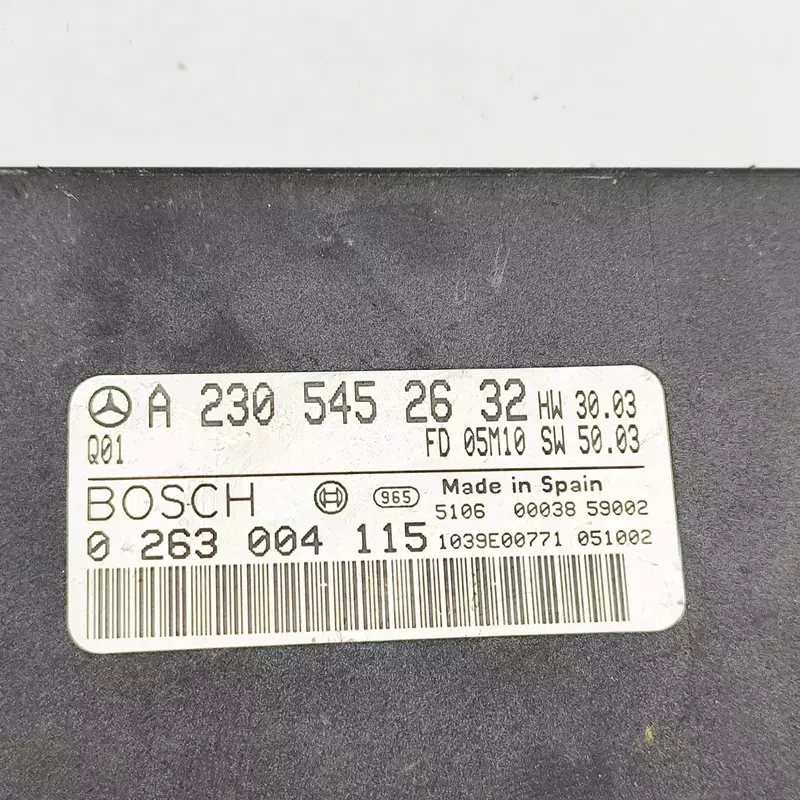 A 230 545 26 32 HW 30.03
Q01 FD 05M10 SW 50.03
BOSCH 965 Made in Spain
5106 00038 59002
0 263 004 115 1039E00771 051002